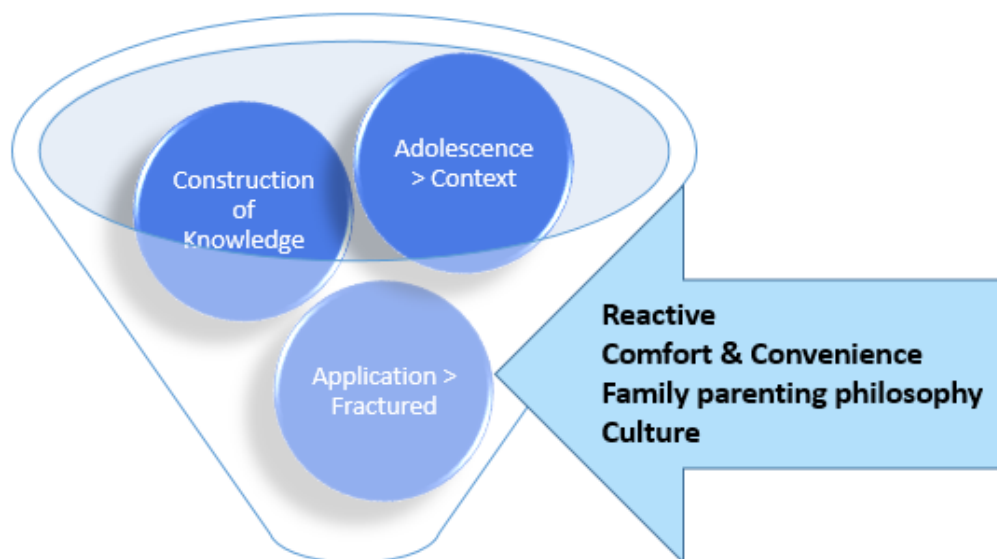 Construction
of
Knowledge
Adolescence
> Context
Application >
Fractured
Reactive
Comfort & Convenience
Family parenting philosophy
Culture